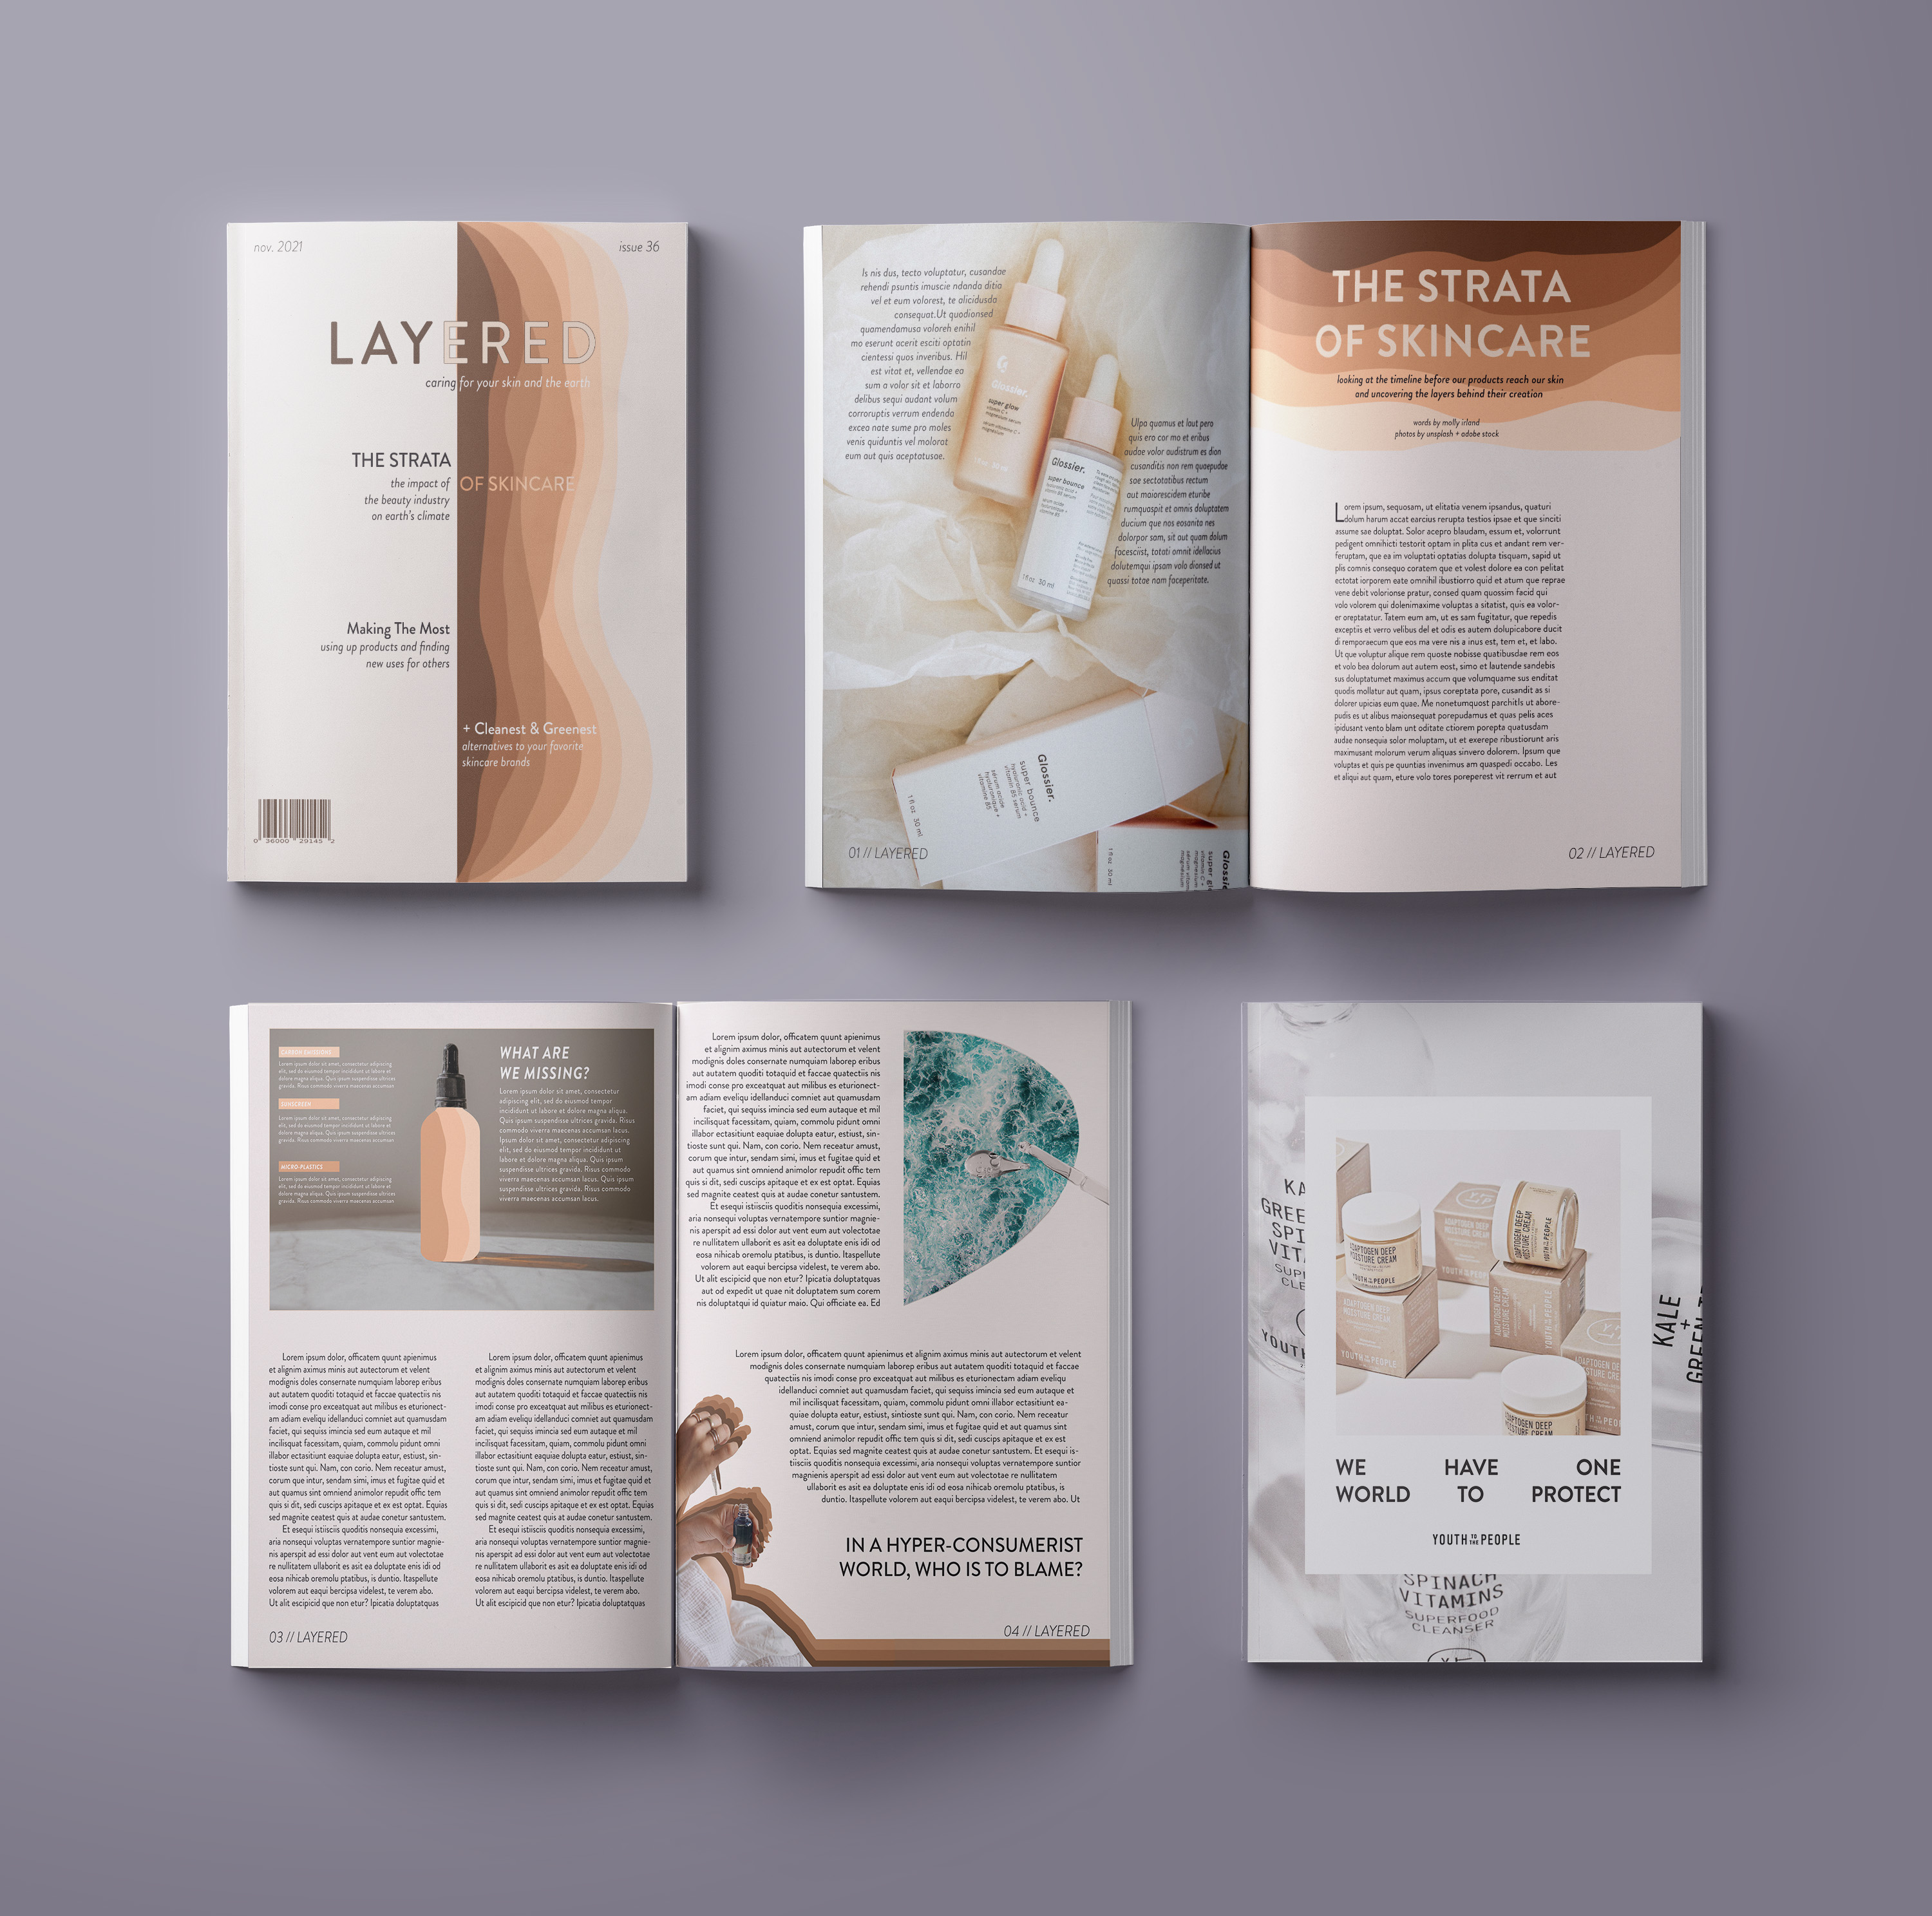 nov. 2021
issue 36
LAYERED
caring for your skin and the earth
THE STRATA
OF SKINCARE
the impact of
the beauty industry
on earth's climate
Making The Most
using up products and finding
new uses for others
+ Cleanest & Greenest
alternatives to your favorite
skincare brands
0 36000 29145 2
Is nis dus, tecto voluptatur, cusandae
rehendi psuntis imuscie ndanda ditia
vel et eum volorest, te alicidusda
consequat.Ut quodionsed
quamendamusa voloreh enihil
mo eserunt acerit esciti optatin
cientessi quos inveribus. Hil
est vitat et, vellendae ea
sum a volor sit et laborro
delibus sequi audant volum
corroruptis verrum endenda
excea nate sume pro moles
venis quiduntis vel molorat
eum aut quis aceptatusae.
Glossier.
super glow
vitamin C +
magnesium serum
Glossier.
super bounce
hyaluronic acid +
vitamin B5 serum
1 fl oz 30 ml
Ulpa quamus et laut pero
quis ero cor mo et eribus
audae volor audistrum es dian
cusanditis non rem quaepudae
sae sectotatibus rectum
aut maiorescidem eturibe
rumquaspit et omnis doluptatem
ducium que nos eosanita nes
dolorpor sam, sit aut quam dolum
facesciist, totati omnit idellacius
dolutemqui ipsam volo dionsed ut
quassi totae nam faceperitate.
Glossier.
super bounce
hyaluronic acid +
vitamin B5 serum
sérum acide
hyaluronique +
vitamine B5
1 fl oz 30 ml
01 // LAYERED
THE STRATA
OF SKINCARE
looking at the timeline before our products reach our skin
and uncovering the layers behind their creation
words by molly irland
photos by unsplash + adobe stock
Lorem ipsum, sequosam, ut elitatia venem ipsandus, quaturi
dolum harum accat earcius rerupta testios ipsae et que sinciti
assume sae doluptat. Solor acepro blaudam, essum et, volorrunt
pedigent omnihicti testorit optam in plita cus et andant rem ver-
feruptam, que ea im voluptati optatias dolupta tisquam, sapid ut
plis comnis consequo coratem que et volest dolore ea con pelitat
ectotat iorporem eate omnihil ibustiorro quid et atum que reprae
vene debit volorionse pratur, consed quam quossim facid qui
volo volorem qui dolenimaxime voluptas a sitatist, quis ea volor-
er oreptatatur. Tatem eum am, ut es sam fugitatur, que repedis
exceptiis et verro velibus del et odis es autem dolupicabore ducit
di remporaecum que eos ma vere nis a inus est, tem et, et labo.
Ut que voluptur alique rem quoste nobisse quatibusdae rem eos
et volo bea dolorum aut autem eost, simo et lautende sandebis
sus doluptatumet maximus accum que volumquame sus enditat
quodis mollatur aut quam, ipsus coreptata pore, cusandit as si
dolorer upicias eum quae. Me nonetumquost parchitls ut abore-
pudis es ut alibus maionsequat porepudamus et quas pelis aces
ipidusant vento blam unt oditate ctiorem porepta quatusdam
audae nonsequia solor moluptam, ut et exerepe ribustiorunt aris
maximusant molorum verum aliquas sinvero dolorem. Ipsum que
voluptas et quis pe quuntias invenimus am quaspedi occabo. Les
et aliqui aut quam, eture volo tores poreperest vit rerrum et aut
02 // LAYERED
CARBON EMISSIONS
Lorem ipsum dolor sit amet, consectetur adipiscing
elit, sed do eiusmod tempor incididunt ut labore et
dolore magna aliqua. Quis ipsum suspendisse ultrices
gravida. Risus commodo viverra maecenas accumsan
SUNSCREEN
Lorem ipsum dolor sit amet, consectetur adipiscing
elit, sed do eiusmod tempor incididunt ut labore et
dolore magna aliqua. Quis ipsum suspendisse ultrices
gravida. Risus commodo viverra maecenas accumsan
MICRO-PLASTICS
Lorem ipsum dolor sit amet, consectetur adipiscing
elit, sed do eiusmod tempor incididunt ut labore et
dolore magna aliqua. Quis ipsum suspendisse ultrices
gravida. Risus commodo viverra maecenas accumsan
WHAT ARE
WE MISSING?
Lorem ipsum dolor sit amet, consectetur
adipiscing elit, sed do eiusmod tempor
incididunt ut labore et dolore magna aliqua.
Quis ipsum suspendisse ultrices gravida. Risus
commodo viverra maecenas accumsan lacus.
Ipsum dolor sit amet, consectetur adipiscing
elit, sed do eiusmod tempor incididunt ut
labore et dolore magna aliqua. Quis ipsum
suspendisse ultrices gravida. Risus commodo
viverra maecenas accumsan lacus. Quis ipsum
suspendisse ultrices gravida. Risus commodo
viverra maecenas accumsan lacus.
Lorem ipsum dolor, officatem quunt apienimus
et alignim aximus minis aut autectorum et velent
modignis doles consernate numquiam laborep eribus
aut autatem quoditi totaquid et faccae quatectiis nis
imodi conse pro exceatquat aut milibus es eturionect-
am adiam eveliqu idellanduci comniet aut quamusdam
faciet, qui sequiss imincia sed eum autaque et mil
incilisquat facessitam, quiam, commolu pidunt omni
illabor ectasitiunt eaquiae dolupta eatur, estiust, sin-
tioste sunt qui. Nam, con corio. Nem receatur amust,
corum que intur, sendam simi, imus et fugitae quid et
aut quamus sint omniend animolor repudit offic tem
quis si dit, sedi cuscips apitaque et ex est optat. Equias
sed magnite ceatest quis at audae conetur santustem.
Et esequi istiisciis quoditis nonsequia excessimi,
aria nonsequi voluptas vernatempore suntior magnie-
nis aperspit ad essi dolor aut vent eum aut volectotae
re nullitatem ullaborit es asit ea doluptate enis idi od
eosa nihicab oremolu ptatibus, is duntio. Itaspellute
volorem aut eaqui bercipsa videlest, te verem abo.
Ut alit escipicid que non etur? Ipicatia doluptatquas
Lorem ipsum dolor, officatem quunt apienimus
et alignim aximus minis aut autectorum et velent
modignis doles consernate numquiam laborep eribus
aut autatem quoditi totaquid et faccae quatectiis nis
imodi conse pro exceatquat aut milibus es eturionect-
am adiam eveliqu idellanduci comniet aut quamusdam
faciet, qui sequiss imincia sed eum autaque et mil
incilisquat facessitam, quiam, commolu pidunt omni
illabor ectasitiunt eaquiae dolupta eatur, estiust, sin-
tioste sunt qui. Nam, con corio. Nem receatur amust,
corum que intur, sendam simi, imus et fugitae quid et
aut quamus sint omniend animolor repudit offic tem
quis si dit, sedi cuscips apitaque et ex est optat. Equias
sed magnite ceatest quis at audae conetur santustem.
Et esequi istiisciis quoditis nonsequia excessimi,
aria nonsequi voluptas vernatempore suntior magnie-
nis aperspit ad essi dolor aut vent eum aut volectotae
re nullitatem ullaborit es asit ea doluptate enis idi od
eosa nihicab oremolu ptatibus, is duntio. Itaspellute
volorem aut eaqui bercipsa videlest, te verem abo.
Ut alit escipicid que non etur? Ipicatia doluptatquas
03 // LAYERED
Lorem ipsum dolor, officatem quunt apienimus
et alignim aximus minis aut autectorum et velent
modignis doles consernate numquiam laborep eribus
aut autatem quoditi totaquid et faccae quatectiis nis
imodi conse pro exceatquat aut milibus es eturionect-
am adiam eveliqu idellanduci comniet aut quamusdam
faciet, qui sequiss imincia sed eum autaque et mil
incilisquat facessitam, quiam, commolu pidunt omni
illabor ectasitiunt eaquiae dolupta eatur, estiust, sin-
tioste sunt qui. Nam, con corio. Nem receatur amust,
corum que intur, sendam simi, imus et fugitae quid et
aut quamus sint omniend animolor repudit offic tem
quis si dit, sedi cuscips apitaque et ex est optat. Equias
sed magnite ceatest quis at audae conetur santustem.
Et esequi istiisciis quoditis nonsequia excessimi,
aria nonsequi voluptas vernatempore suntior magnie-
nis aperspit ad essi dolor aut vent eum aut volectotae
re nullitatem ullaborit es asit ea doluptate enis idi od
eosa nihicab oremolu ptatibus, is duntio. Itaspellute
volorem aut eaqui bercipsa videlest, te verem abo.
Ut alit escipicid que non etur? Ipicatia doluptatquas
aut od expedit ut quae nit doluptatem sum corem
nis doluptatqui id quiatur maio. Qui officiate ea. Ed
Lorem ipsum dolor, officatem quunt apienimus et alignim aximus minis aut autectorum et velent
modignis doles consernate numquiam laborep eribus aut autatem quoditi totaquid et faccae
quatectiis nis imodi conse pro exceatquat aut milibus es eturionectam adiam eveliqu
idellanduci comniet aut quamusdam faciet, qui sequiss imincia sed eum autaque et
mil incilisquat facessitam, quiam, commolu pidunt omni illabor ectasitiunt ea-
quiae dolupta eatur, estiust, sintioste sunt qui. Nam, con corio. Nem receatur
amust, corum que intur, sendam simi, imus et fugitae quid et aut quamus sint
omniend animolor repudit offic tem quis si dit, sedi cuscips apitaque et ex est
optat. Equias sed magnite ceatest quis at audae conetur santustem. Et esequi is-
tiisciis quoditis nonsequia excessimi, aria nonsequi voluptas vernatempore suntior
magnienis aperspit ad essi dolor aut vent eum aut volectotae re nullitatem
ullaborit es asit ea doluptate enis idi od eosa nihicab oremolu ptatibus, is
duntio. Itaspellute volorem aut eaqui bercipsa videlest, te verem abo. Ut
IN A HYPER-CONSUMERIST
WORLD, WHO IS TO BLAME?
04 // LAYERED
ADAPTOGEN DEEP
MOISTURE CREAM
YOUTH TO THE PEOPLE
WE HAVE ONE
WORLD TO PROTECT
YOUTH TO THE PEOPLE
KALE
+
SPINACH
VITAMINS
SUPERFOOD
CLEANSER